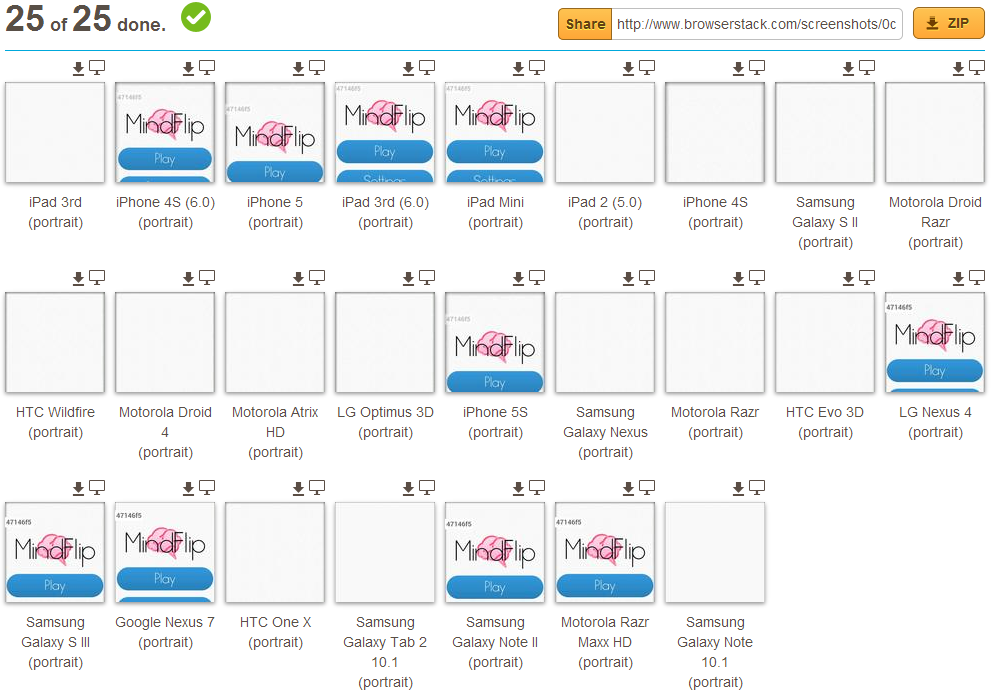 25 of 25 done.
Share http://www.browserstack.com/screenshots/0c ZIP
47146f5
MindFlip
Play
47146f5
MindFlip
Play
47146f5
MindFlip
Play
Settings
47146f5
MindFlip
Play
Settings
iPad 3rd
(portrait)
iPhone 4S (6.0)
(portrait)
iPhone 5
(portrait)
iPad 3rd (6.0)
(portrait)
iPad Mini
(portrait)
iPad 2 (5.0)
(portrait)
iPhone 4S
(portrait)
Samsung
Galaxy S II
(portrait)
Motorola Droid
Razr
(portrait)
47146f5
MindFlip
Play
47146f5
MindFlip
Play
HTC Wildfire
(portrait)
Motorola Droid
4
(portrait)
Motorola Atrix
HD
(portrait)
LG Optimus 3D
(portrait)
iPhone 5S
(portrait)
Samsung
Galaxy Nexus
(portrait)
Motorola Razr
(portrait)
HTC Evo 3D
(portrait)
LG Nexus 4
(portrait)
47146f5
MindFlip
Play
47146f5
MindFlip
Play
47146f5
MindFlip
Play
47146f5
MindFlip
Play
Samsung
Galaxy S III
(portrait)
Google Nexus 7
(portrait)
HTC One X
(portrait)
Samsung
Galaxy Tab 2
10.1
(portrait)
Samsung
Galaxy Note II
(portrait)
Motorola Razr
Maxx HD
(portrait)
Samsung
Galaxy Note
10.1
(portrait)